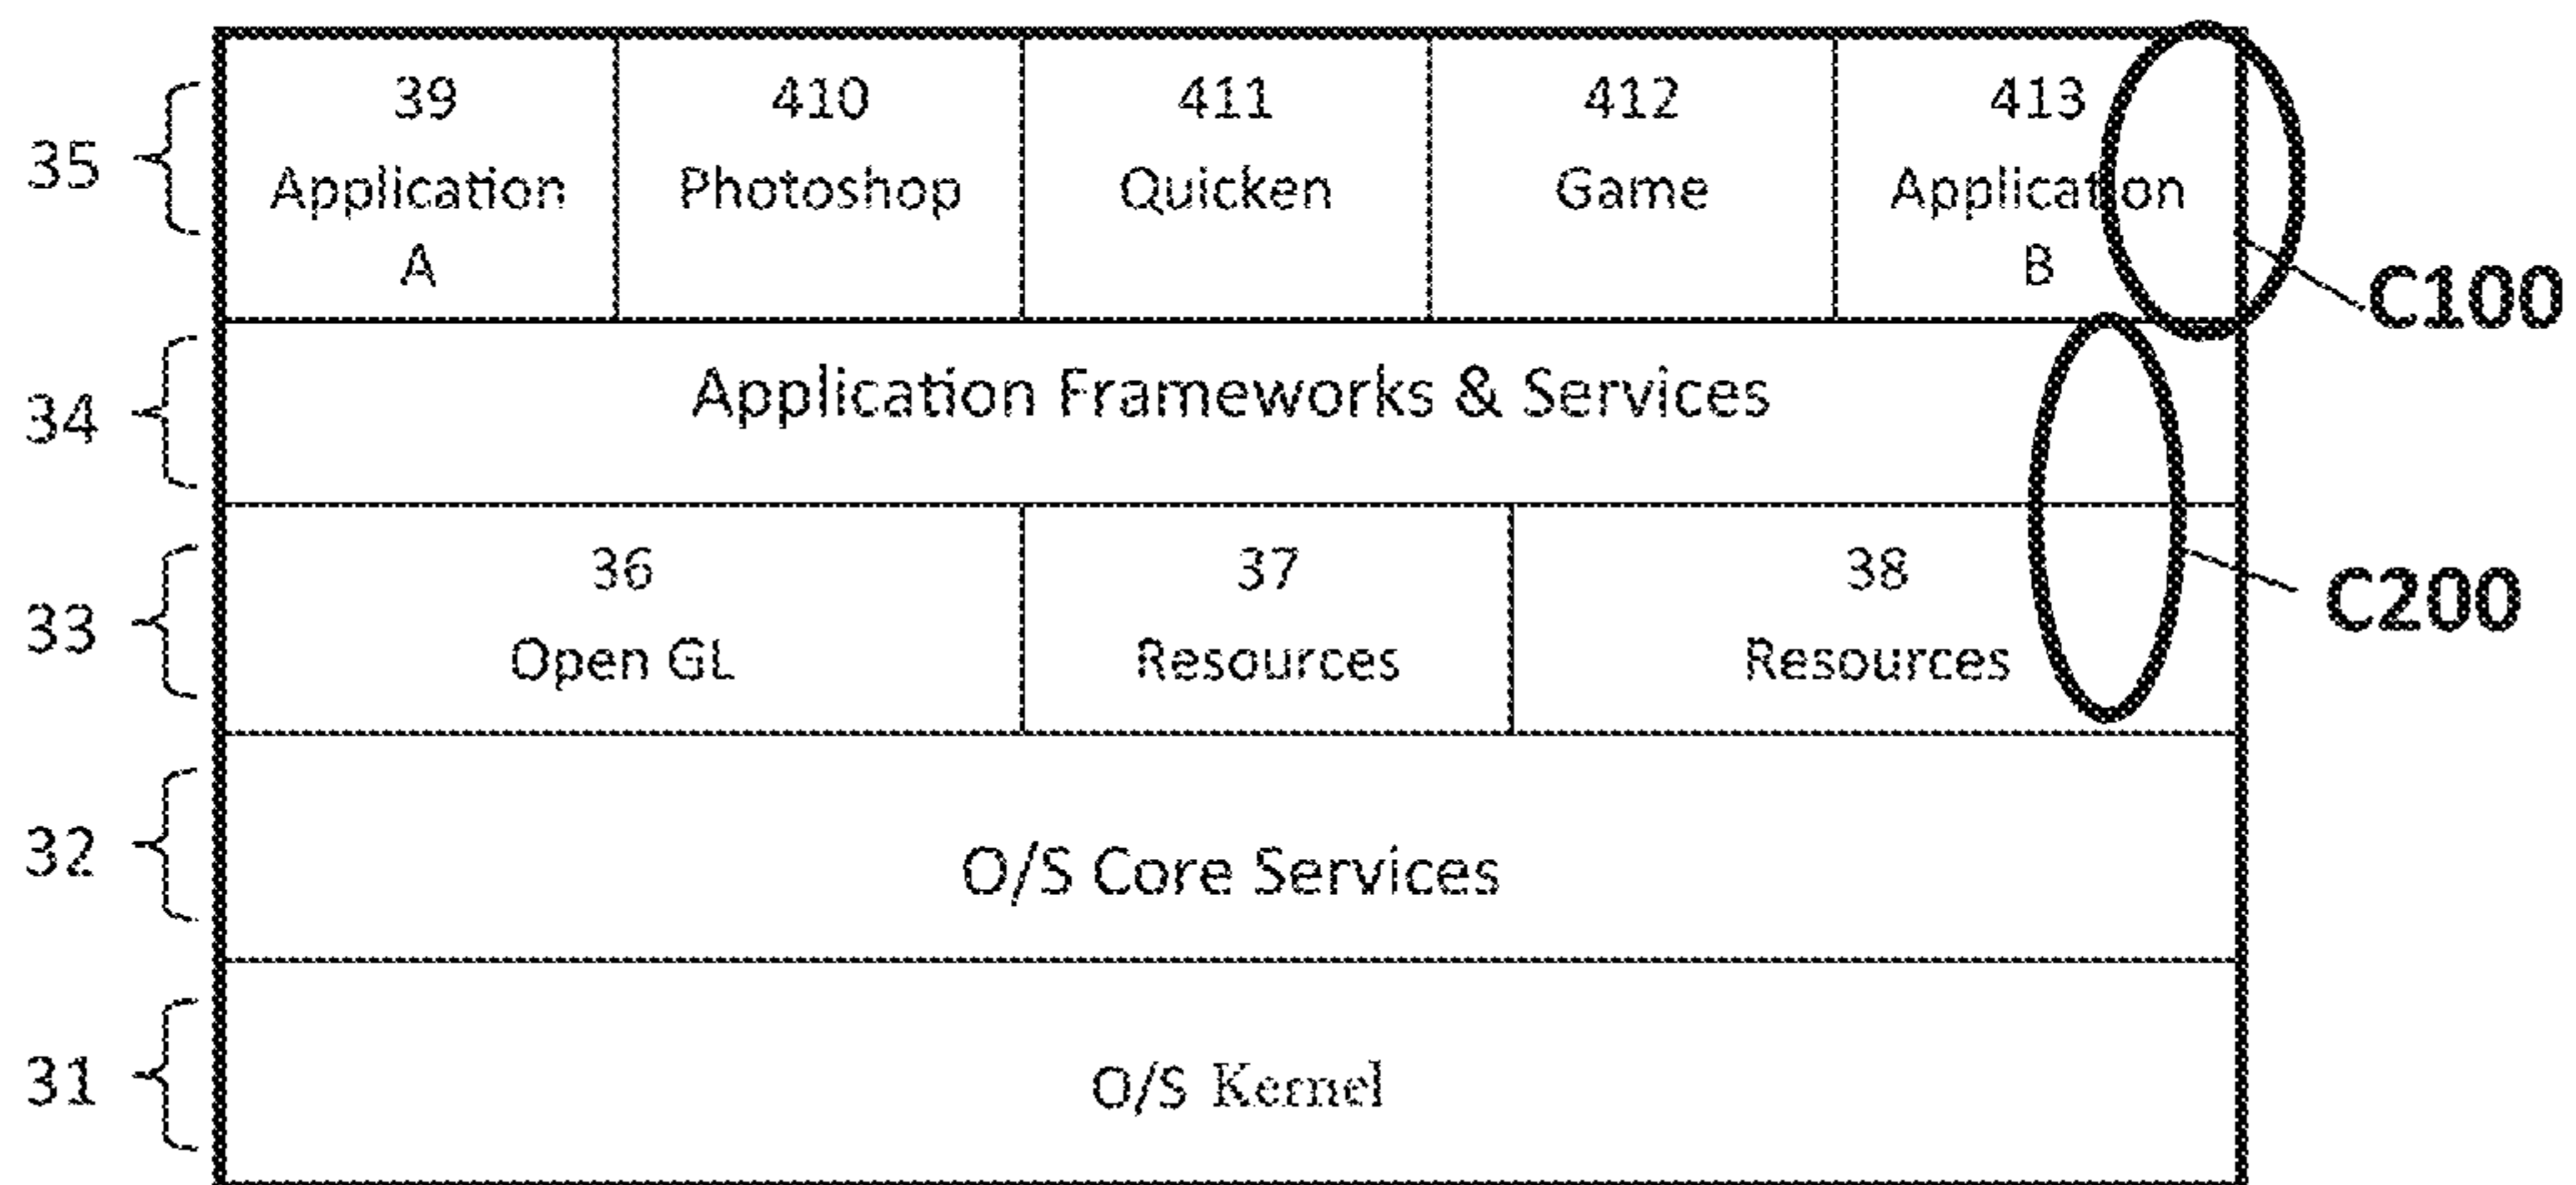 39 410 411 412 413
35 Application Photoshop Quicken Game Application
A B
C100
34 Application Frameworks & Services
36 37 38
C200
33 Open GL Resources Resources
32 O/S Core Services
31 O/S Kernel